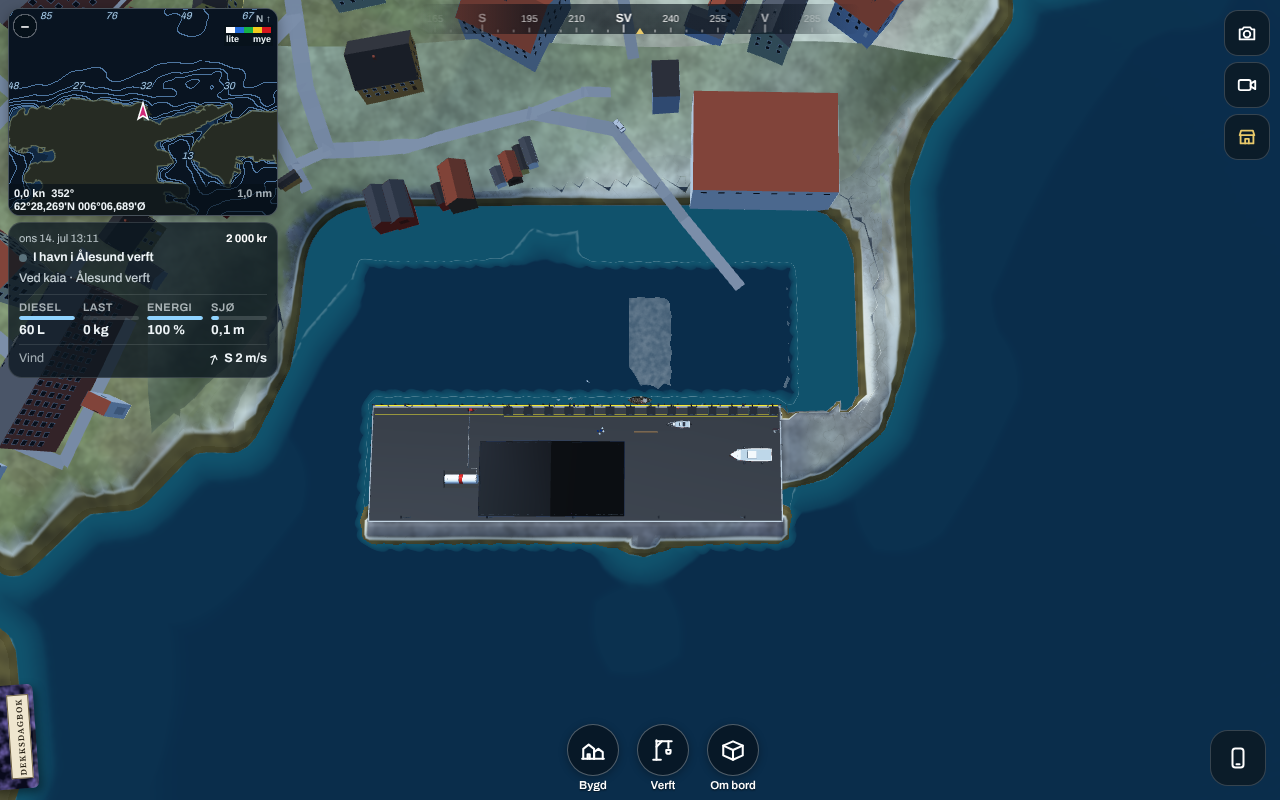 85 76 49 67 N ↑
lite mye
48 27 32 30
13
0,0 kn 352° 1,0 nm
62°28,269'N 006°06,689'Ø
S 195 210 SV 240 255 V 285
ons 14. jul 13:11 2 000 kr
I havn i Ålesund verft
Ved kaia · Ålesund verft
DIESEL LAST ENERGI SJØ
60 L 0 kg 100 % 0,1 m
Vind S 2 m/s
DEKKSDAGBOK
Bygd Verft Om bord